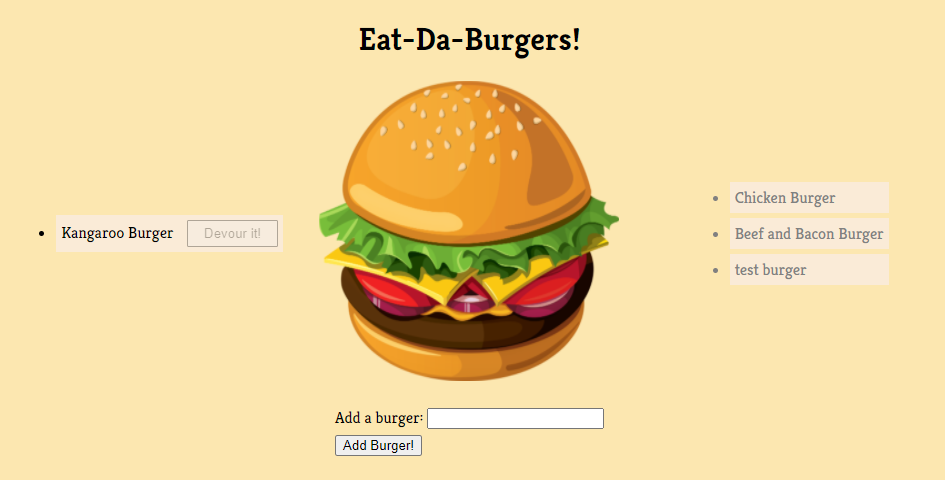 Eat-Da-Burgers!
Kangaroo Burger Devour it!
Chicken Burger
Beef and Bacon Burger
test burger
Add a burger:
Add Burger!